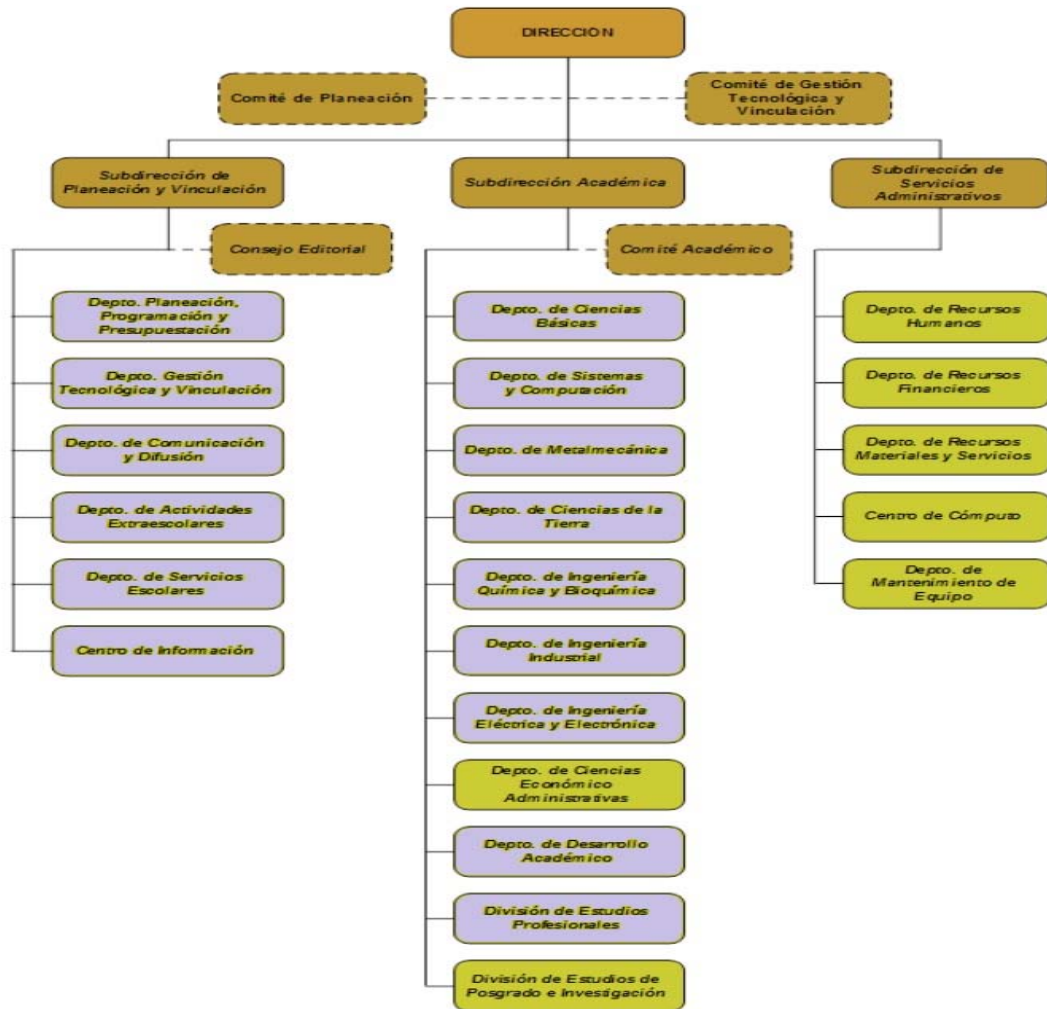 DIRECCIÓN
Comité de Planeación
Comité de Gestión
Tecnológica y
Vinculación
Subdirección de
Planeación y Vinculación
Subdirección Académica
Subdirección de
Servicios
Administrativos
Consejo Editorial
Comité Académico
Depto. Planeación,
Programación y
Presupuestación
Depto. Gestión
Tecnológica y Vinculación
Depto. de Comunicación
y Difusión
Depto. de Actividades
Extraescolares
Depto. de Servicios
Escolares
Centro de Información
Depto. de Ciencias
Básicas
Depto. de Sistemas
y Computación
Depto. de Metalmecánica
Depto. de Ciencias de la
Tierra
Depto. de Ingeniería
Química y Bioquímica
Depto. de Ingeniería
Industrial
Depto. de Ingeniería
Eléctrica y Electrónica
Depto. de Ciencias
Económico
Administrativas
Depto. de Desarrollo
Académico
División de Estudios
Profesionales
División de Estudios de
Posgrado e Investigación
Depto. de Recursos
Humanos
Depto. de Recursos
Financieros
Depto. de Recursos
Materiales y Servicios
Centro de Cómputo
Depto. de
Mantenimiento de
Equipo